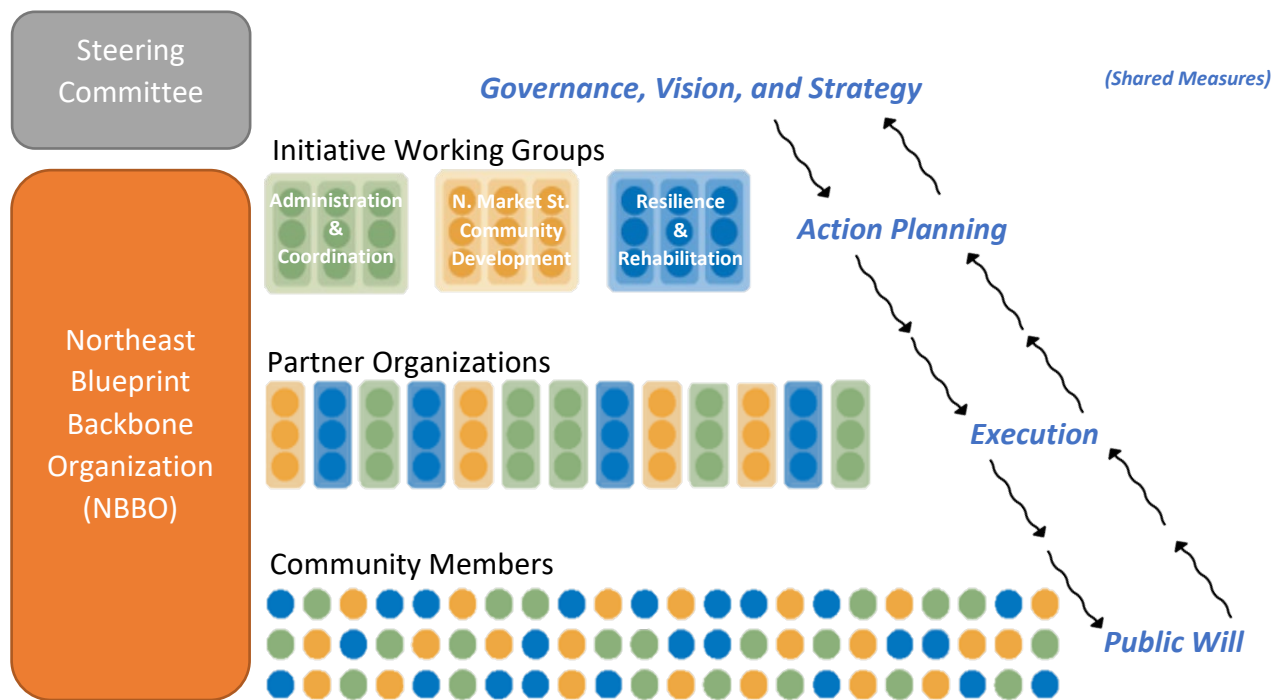 Steering
Committee
Governance, Vision, and Strategy
(Shared Measures)
Initiative Working Groups
Administration
&
Coordination
N. Market St.
Community
Development
Resilience
&
Rehabilitation
Action Planning
Northeast
Blueprint
Backbone
Organization
(NBBO)
Partner Organizations
Execution
Community Members
Public Will